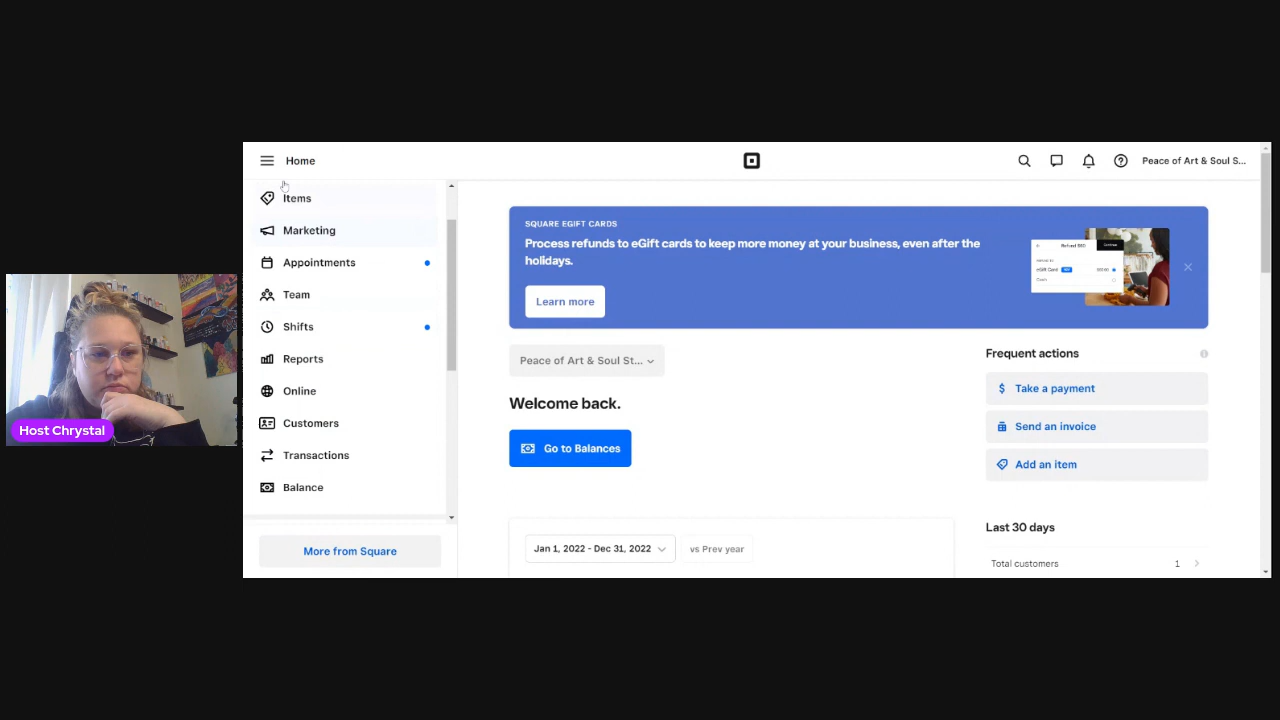 Home
Peace of Art & Soul S...
Items
Marketing
Appointments
Team
Shifts
Reports
Online
Customers
Transactions
Balance
More from Square
SQUARE EGIFT CARDS
Process refunds to eGift cards to keep more money at your business, even after the
holidays.
Learn more
Peace of Art & Soul St...
Welcome back.
Go to Balances
Jan 1, 2022 - Dec 31, 2022
vs Prev year
Frequent actions
Take a payment
Send an invoice
Add an item
Last 30 days
Total customers 1
Host Chrystal